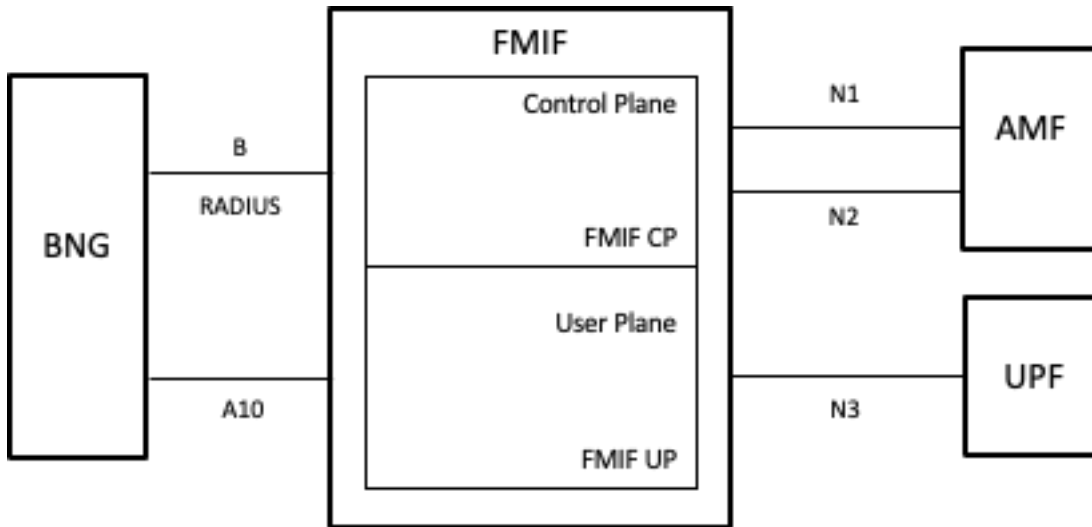 FMIF
Control Plane
N1
AMF
B
RADIUS
N2
FMIF CP
BNG
User Plane
UPF
A10
N3
FMIF UP